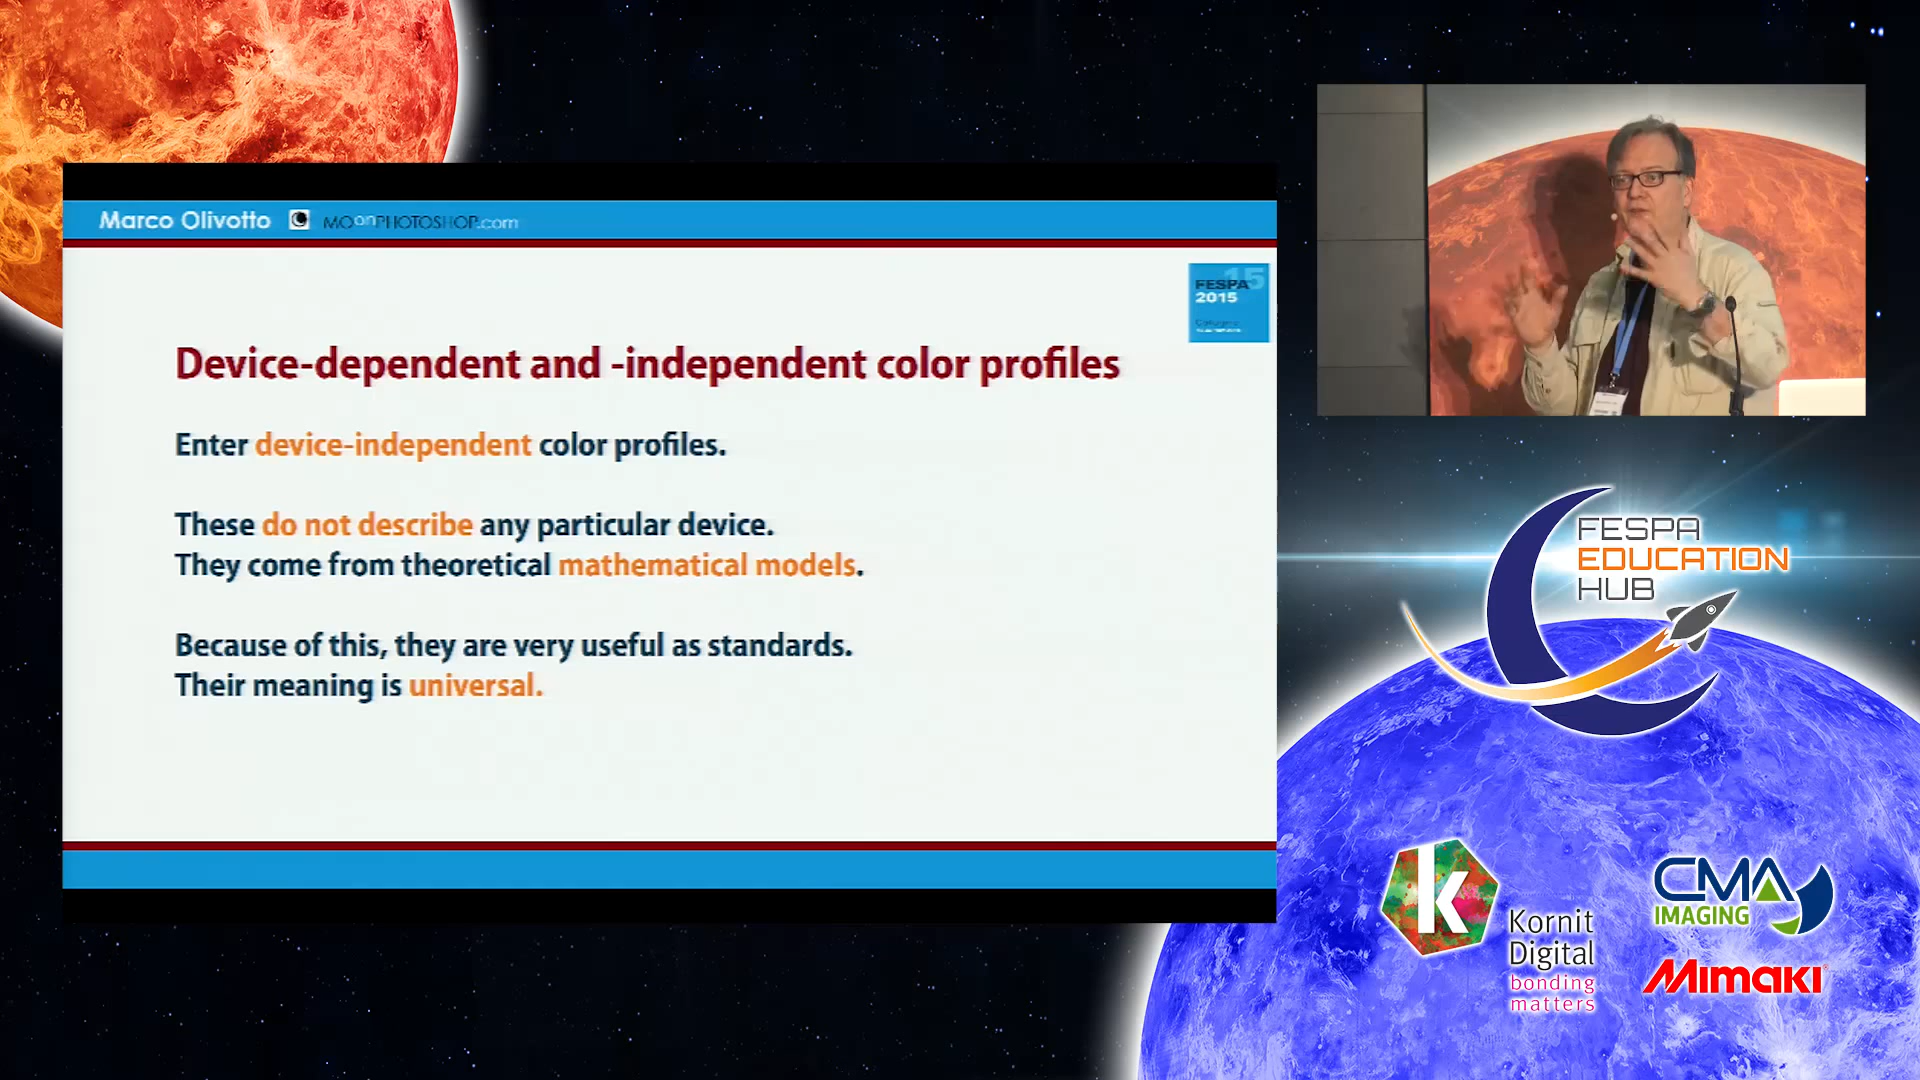 Marco Olivotto MOonPHOTOSHOP.com
FESPA 15
2015
Device-dependent and -independent color profiles
Enter device-independent color profiles.
These do not describe any particular device.
They come from theoretical mathematical models.
Because of this, they are very useful as standards.
Their meaning is universal.
FESPA
EDUCATION
HUB
K
Kornit
Digital
bonding
matters
CMA
IMAGING
Mimaki